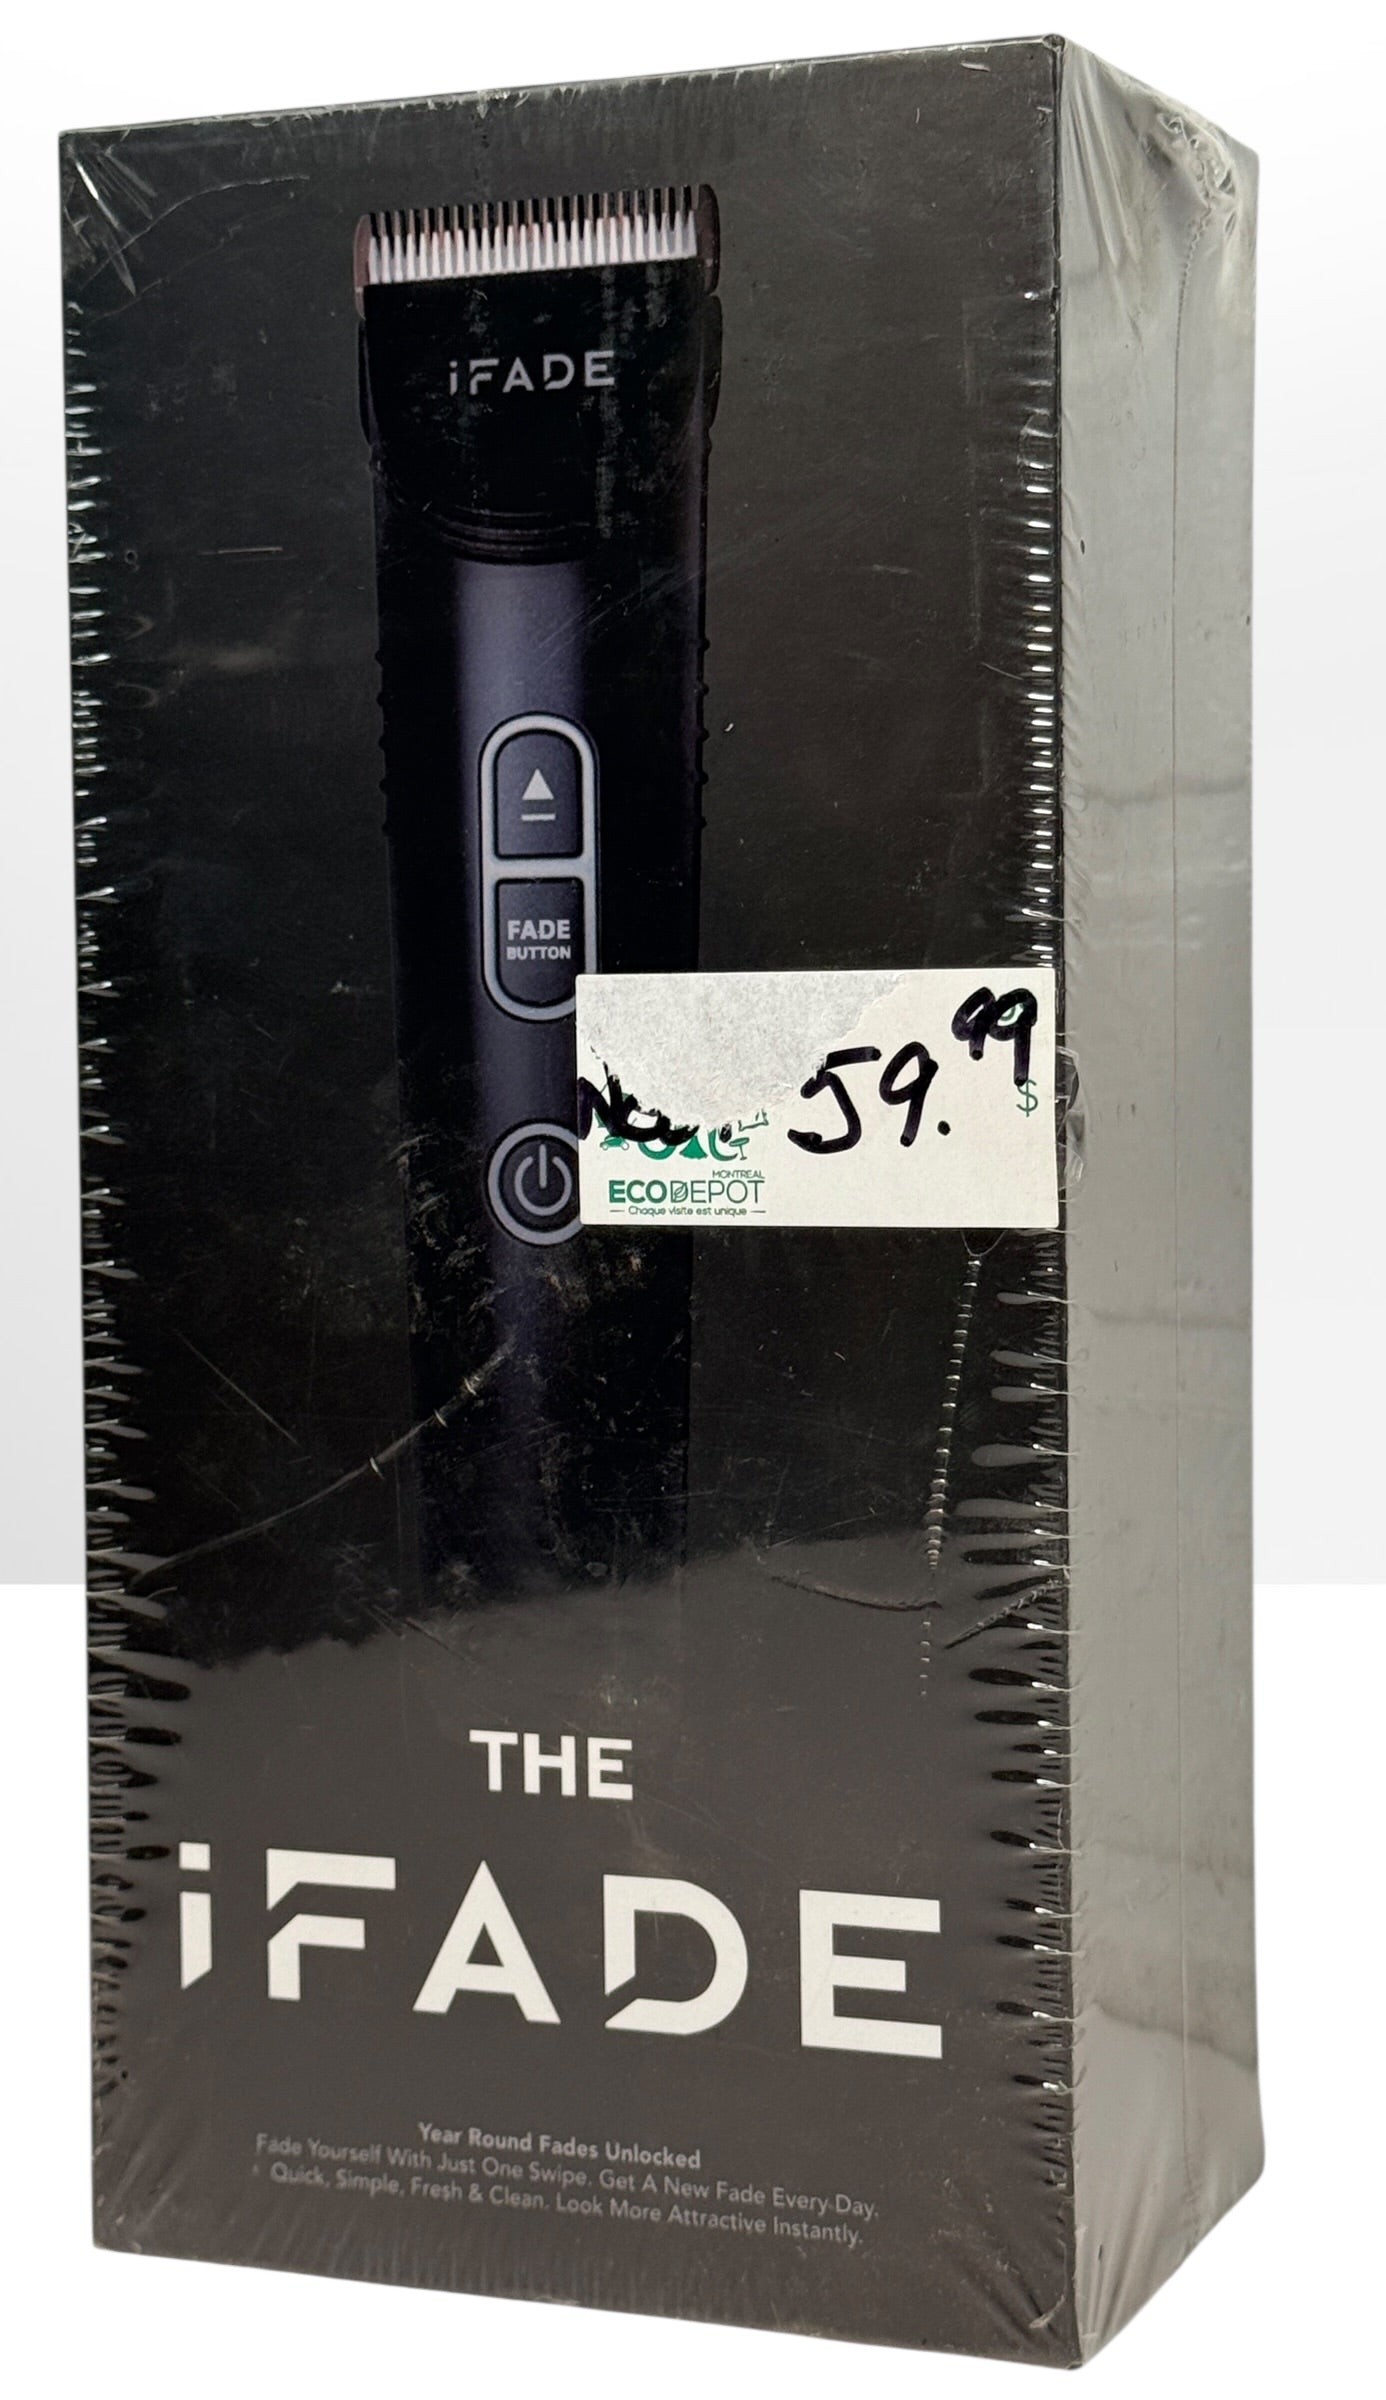 iFADE
FADE
BUTTON
59.99
$
MONTREAL
ECODEPOT
Chaque visite est unique
THE
iFADE
Year Round Fades Unlocked
Fade Yourself With Just One Swipe. Get A New Fade Every Day.
Quick, Simple, Fresh & Clean. Look More Attractive Instantly.